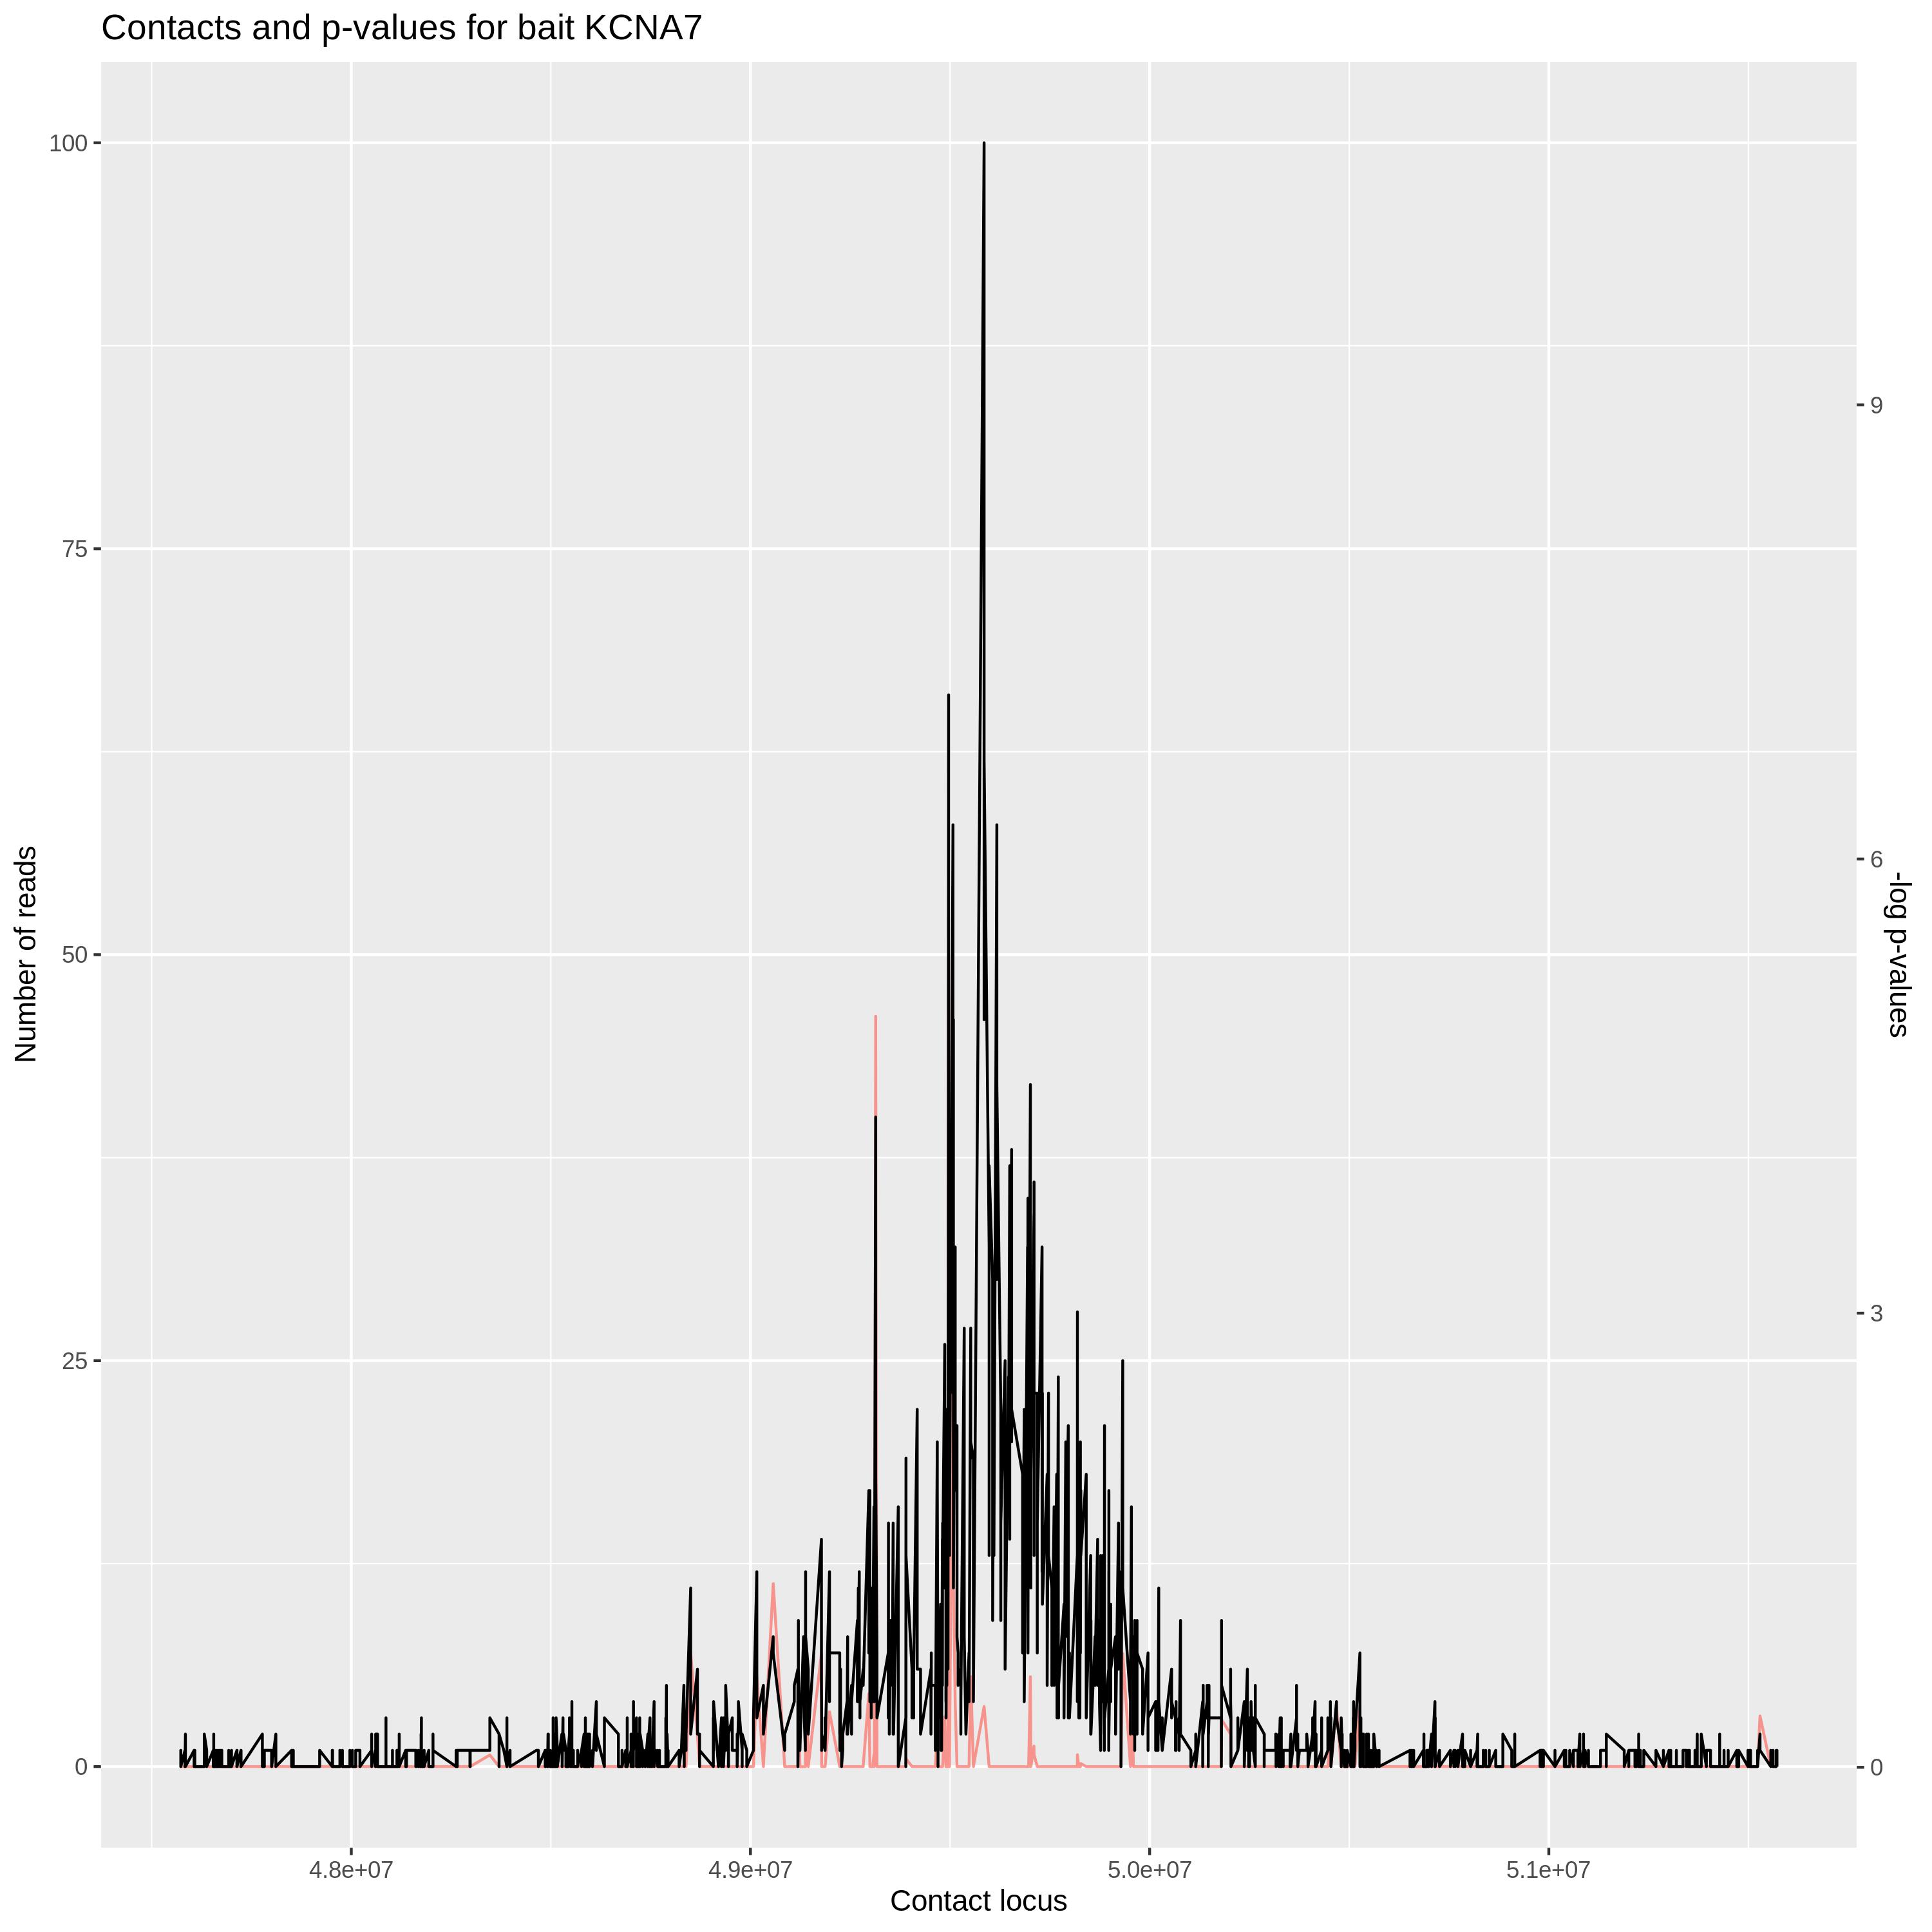 Contacts and p-values for bait KCNA7
100
75
50
25
0
9
6
3
0
Number of reads
-log p-values
4.8e+07 4.9e+07 5.0e+07 5.1e+07
Contact locus